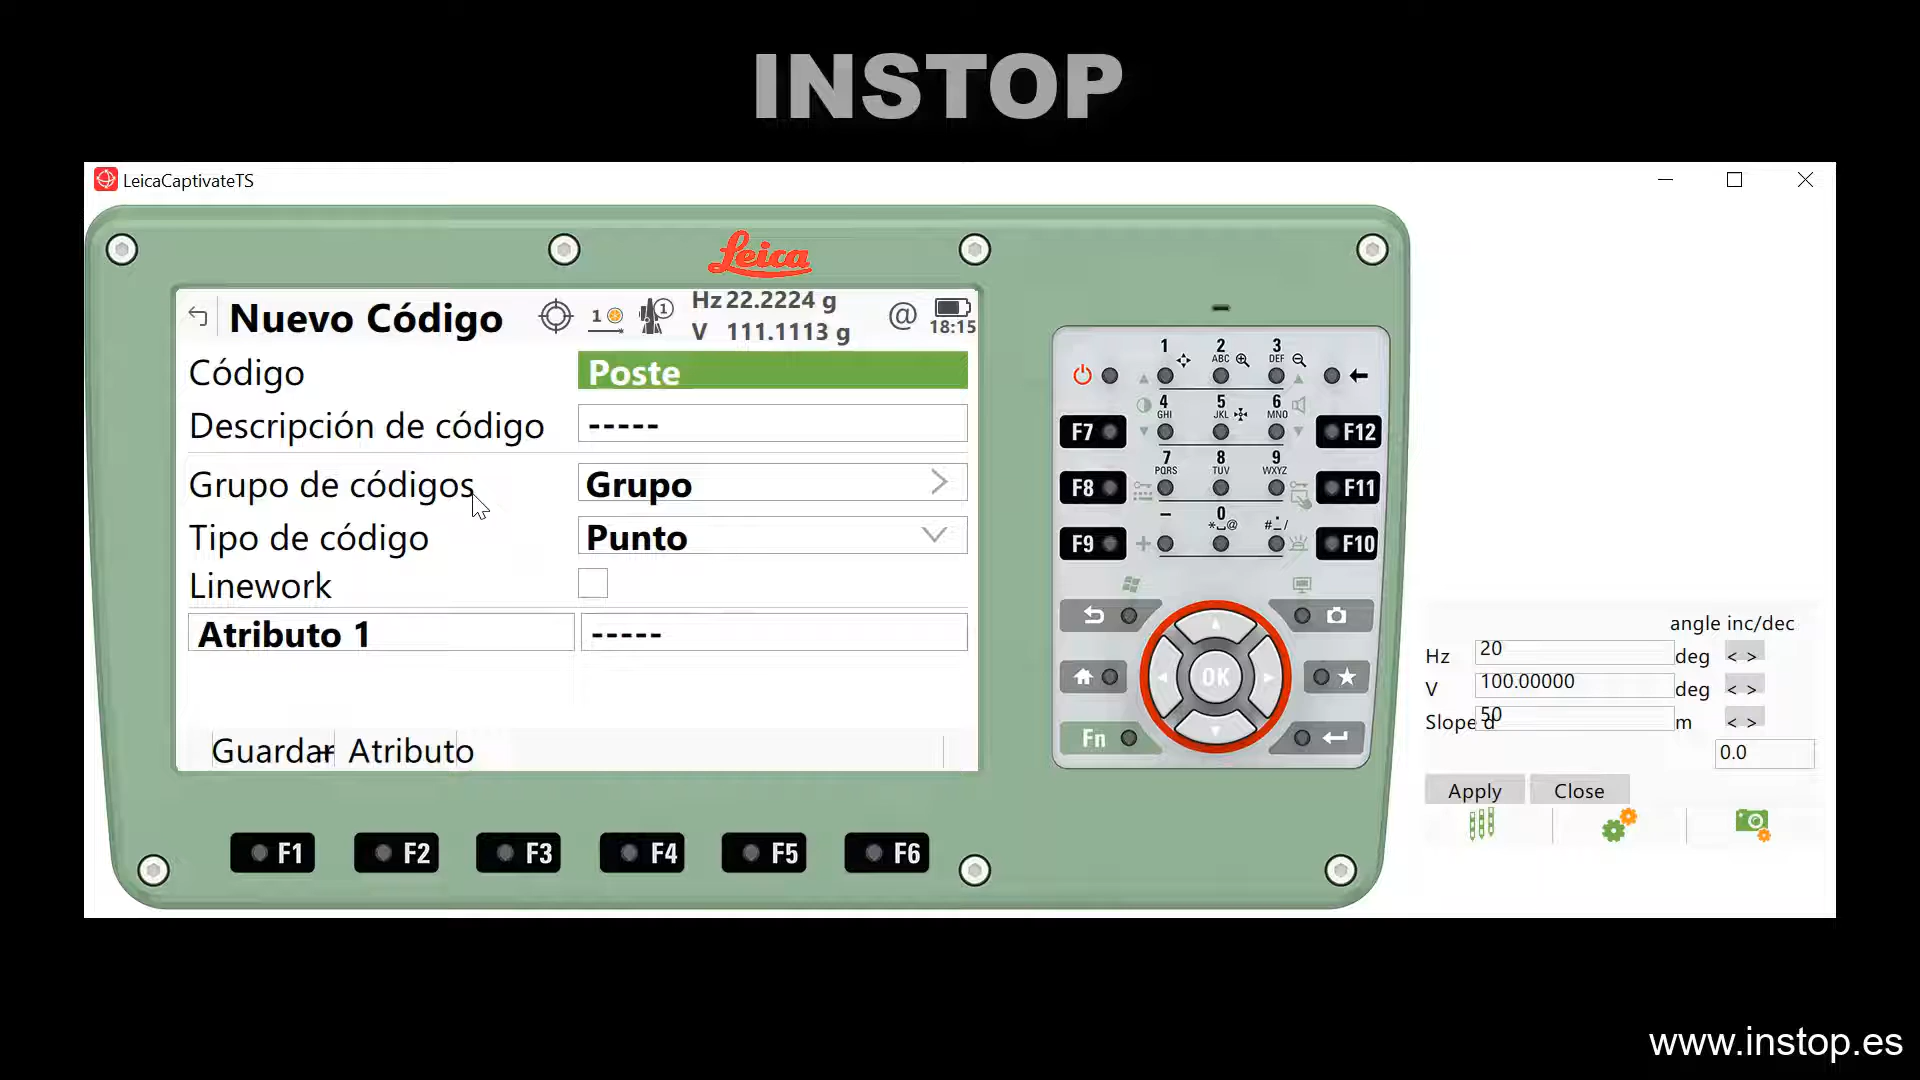 INSTOP
LeicaCaptivateTS
Leica
Nuevo Código
1
1
Hz 22.2224 g
V 111.1113 g
@
18:15
Código
Poste
Descripción de código
-----
Grupo de códigos
Grupo
Tipo de código
Punto
Linework
Atributo 1
-----
Guardar
Atributo
F1
F2
F3
F4
F5
F6
1
2 ABC
3 DEF
4 GHI
5 JKL
6 MNO
7 PQRS
8 TUV
9 WXYZ
-
0
*⌴@
#./
F7
F8
F9
F12
F11
F10
OK
Fn
angle inc/dec
Hz 20 deg < >
V 100.00000 deg < >
Slope d 50 m < >
0.0
Apply
Close
www.instop.es